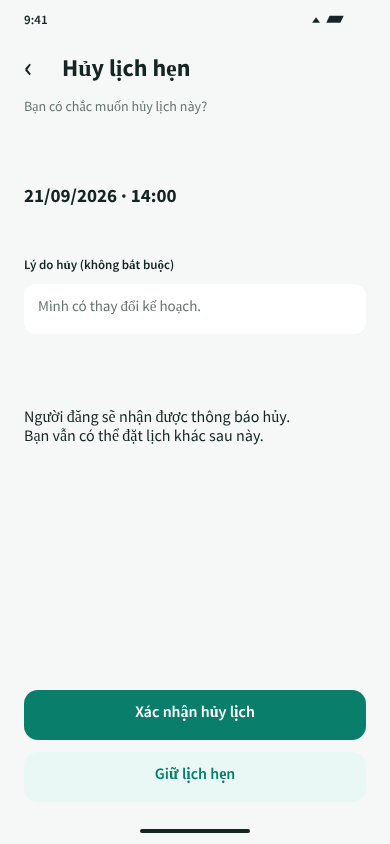 9:41
Hủy lịch hẹn
Bạn có chắc muốn hủy lịch này?
21/09/2026 · 14:00
Lý do hủy (không bắt buộc)
Mình có thay đổi kế hoạch.
Người đăng sẽ nhận được thông báo hủy.
Bạn vẫn có thể đặt lịch khác sau này.
Xác nhận hủy lịch
Giữ lịch hẹn